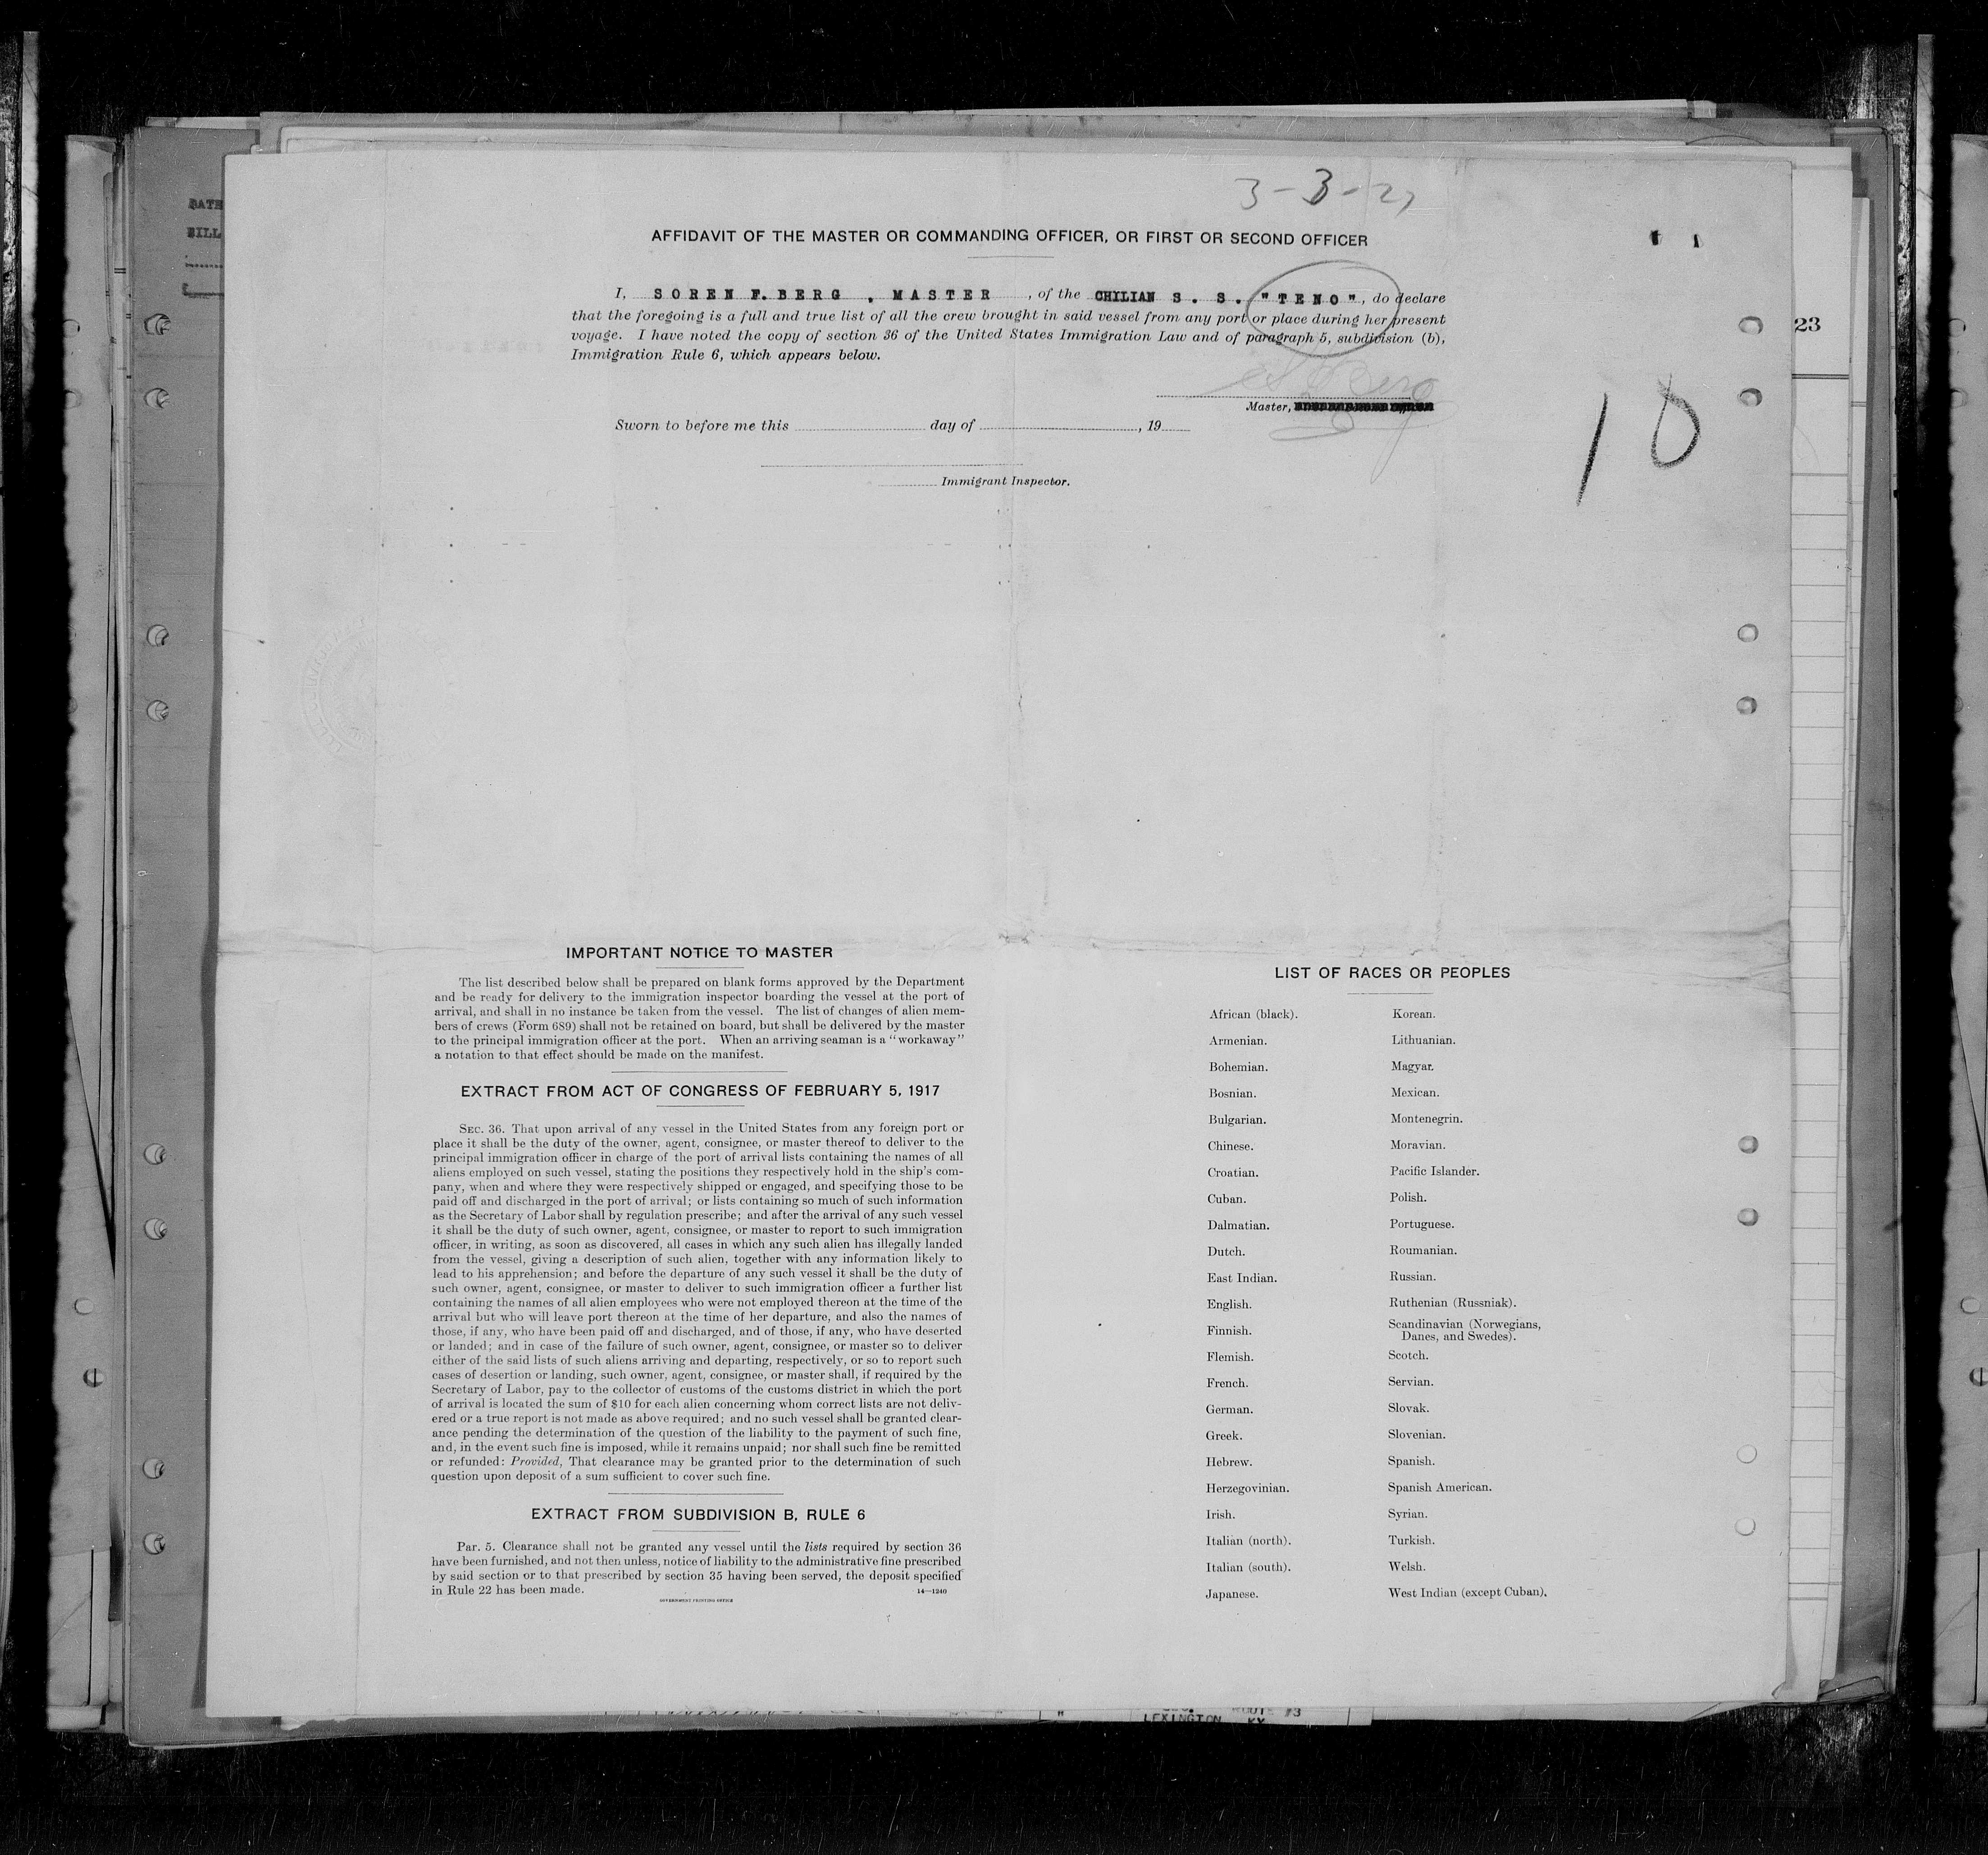 3-3-27
AFFIDAVIT OF THE MASTER OR COMMANDING OFFICER, OR FIRST OR SECOND OFFICER
I, SOREN F. BERG , MASTER , of the CHYLIAN S. S. "TENO", do declare
that the foregoing is a full and true list of all the crew brought in said vessel from any port or place during her present
voyage. I have noted the copy of section 36 of the United States Immigration Law and of paragraph 5, subdivision (b),
Immigration Rule 6, which appears below.
Master,
Sworn to before me this day of , 19
Immigrant Inspector.
10
23
BATH
BILL
IMPORTANT NOTICE TO MASTER
The list described below shall be prepared on blank forms approved by the Department
and be ready for delivery to the immigration inspector boarding the vessel at the port of
arrival, and shall in no instance be taken from the vessel. The list of changes of alien mem-
bers of crews (Form 689) shall not be retained on board, but shall be delivered by the master
to the principal immigration officer at the port. When an arriving seaman is a "workaway"
a notation to that effect should be made on the manifest.
EXTRACT FROM ACT OF CONGRESS OF FEBRUARY 5, 1917
SEC. 36. That upon arrival of any vessel in the United States from any foreign port or
place it shall be the duty of the owner, agent, consignee, or master thereof to deliver to the
principal immigration officer in charge of the port of arrival lists containing the names of all
aliens employed on such vessel, stating the positions they respectively hold in the ship's com-
pany, when and where they were respectively shipped or engaged, and specifying those to be
paid off and discharged in the port of arrival; or lists containing so much of such information
as the Secretary of Labor shall by regulation prescribe; and after the arrival of any such vessel
it shall be the duty of such owner, agent, consignee, or master to report to such immigration
officer, in writing, as soon as discovered, all cases in which any such alien has illegally landed
from the vessel, giving a description of such alien, together with any information likely to
lead to his apprehension; and before the departure of any such vessel it shall be the duty of
such owner, agent, consignee, or master to deliver to such immigration officer a further list
containing the names of all alien employees who were not employed thereon at the time of the
arrival but who will leave port thereon at the time of her departure, and also the names of
those, if any, who have been paid off and discharged, and of those, if any, who have deserted
or landed; and in case of the failure of such owner, agent, consignee, or master so to deliver
either of the said lists of such aliens arriving and departing, respectively, or so to report such
cases of desertion or landing, such owner, agent, consignee, or master shall, if required by the
Secretary of Labor, pay to the collector of customs of the customs district in which the port
of arrival is located the sum of $10 for each alien concerning whom correct lists are not deliv-
ered or a true report is not made as above required; and no such vessel shall be granted clear-
ance pending the determination of the question of the liability to the payment of such fine,
and, in the event such fine is imposed, while it remains unpaid; nor shall such fine be remitted
or refunded: Provided, That clearance may be granted prior to the determination of such
question upon deposit of a sum sufficient to cover such fine.
EXTRACT FROM SUBDIVISION B, RULE 6
Par. 5. Clearance shall not be granted any vessel until the lists required by section 36
have been furnished, and not then unless, notice of liability to the administrative fine prescribed
by said section or to that prescribed by section 35 having been served, the deposit specified
in Rule 22 has been made. 14—1240
GOVERNMENT PRINTING OFFICE
LIST OF RACES OR PEOPLES
African (black).
Armenian.
Bohemian.
Bosnian.
Bulgarian.
Chinese.
Croatian.
Cuban.
Dalmatian.
Dutch.
East Indian.
English.
Finnish.
Flemish.
French.
German.
Greek.
Hebrew.
Herzegovinian.
Irish.
Italian (north).
Italian (south).
Japanese.
Korean.
Lithuanian.
Magyar.
Mexican.
Montenegrin.
Moravian.
Pacific Islander.
Polish.
Portuguese.
Roumanian.
Russian.
Ruthenian (Russniak).
Scandinavian (Norwegians,
Danes, and Swedes).
Scotch.
Servian.
Slovak.
Slovenian.
Spanish.
Spanish American.
Syrian.
Turkish.
Welsh.
West Indian (except Cuban).
ROUTE #3
LEXINGTON KY